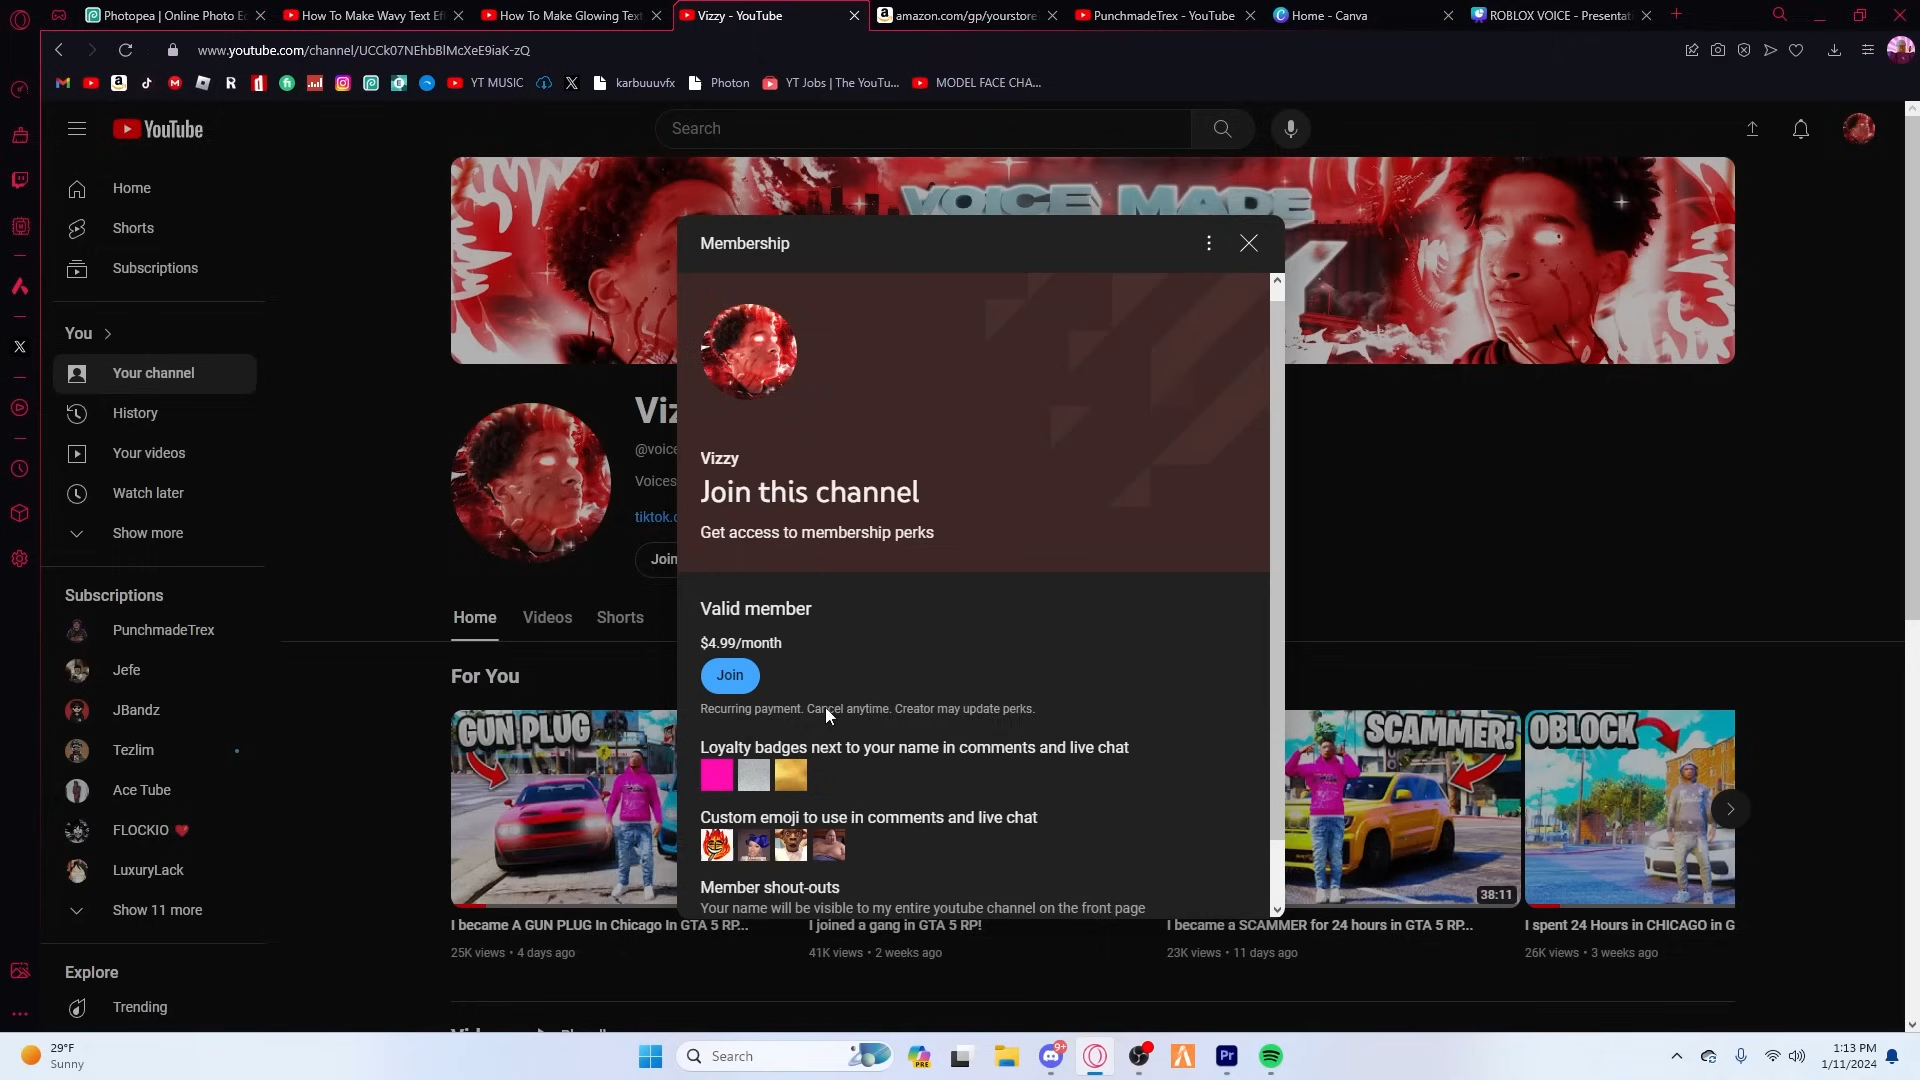 Photopea | Online Photo Ec
How To Make Wavy Text Eff
How To Make Glowing Text
Vizzy - YouTube
amazon.com/gp/yourstore
PunchmadeTrex - YouTube
Home - Canva
ROBLOX VOICE - Presentati
www.youtube.com/channel/UCCk07NEhbBlMcXeE9iaK-zQ
YT MUSIC
karbuuuvfx
Photon
YT Jobs | The YouTu...
MODEL FACE CHA...
YouTube
Search
Home
Shorts
Subscriptions
You
Your channel
History
Your videos
Watch later
Show more
Subscriptions
PunchmadeTrex
Jefe
JBandz
Tezlim
Ace Tube
FLOCKIO ❤
LuxuryLack
Show 11 more
Explore
Trending
VOICE MADE
Viz
@voice
Voices
tiktok.c
Join
Home
Videos
Shorts
For You
Membership
Vizzy
Join this channel
Get access to membership perks
Valid member
$4.99/month
Join
Recurring payment. Cancel anytime. Creator may update perks.
Loyalty badges next to your name in comments and live chat
Custom emoji to use in comments and live chat
Member shout-outs
Your name will be visible to my entire youtube channel on the front page
GUN PLUG
SCAMMER!
38:11
OBLOCK
I became A GUN PLUG In Chicago In GTA 5 RP...
25K views • 4 days ago
I joined a gang in GTA 5 RP!
41K views • 2 weeks ago
I became a SCAMMER for 24 hours in GTA 5 RP...
23K views • 11 days ago
I spent 24 Hours in CHICAGO in G
26K views • 3 weeks ago
29°F
Sunny
Search
PRE
9+
Pr
1:13 PM
1/11/2024